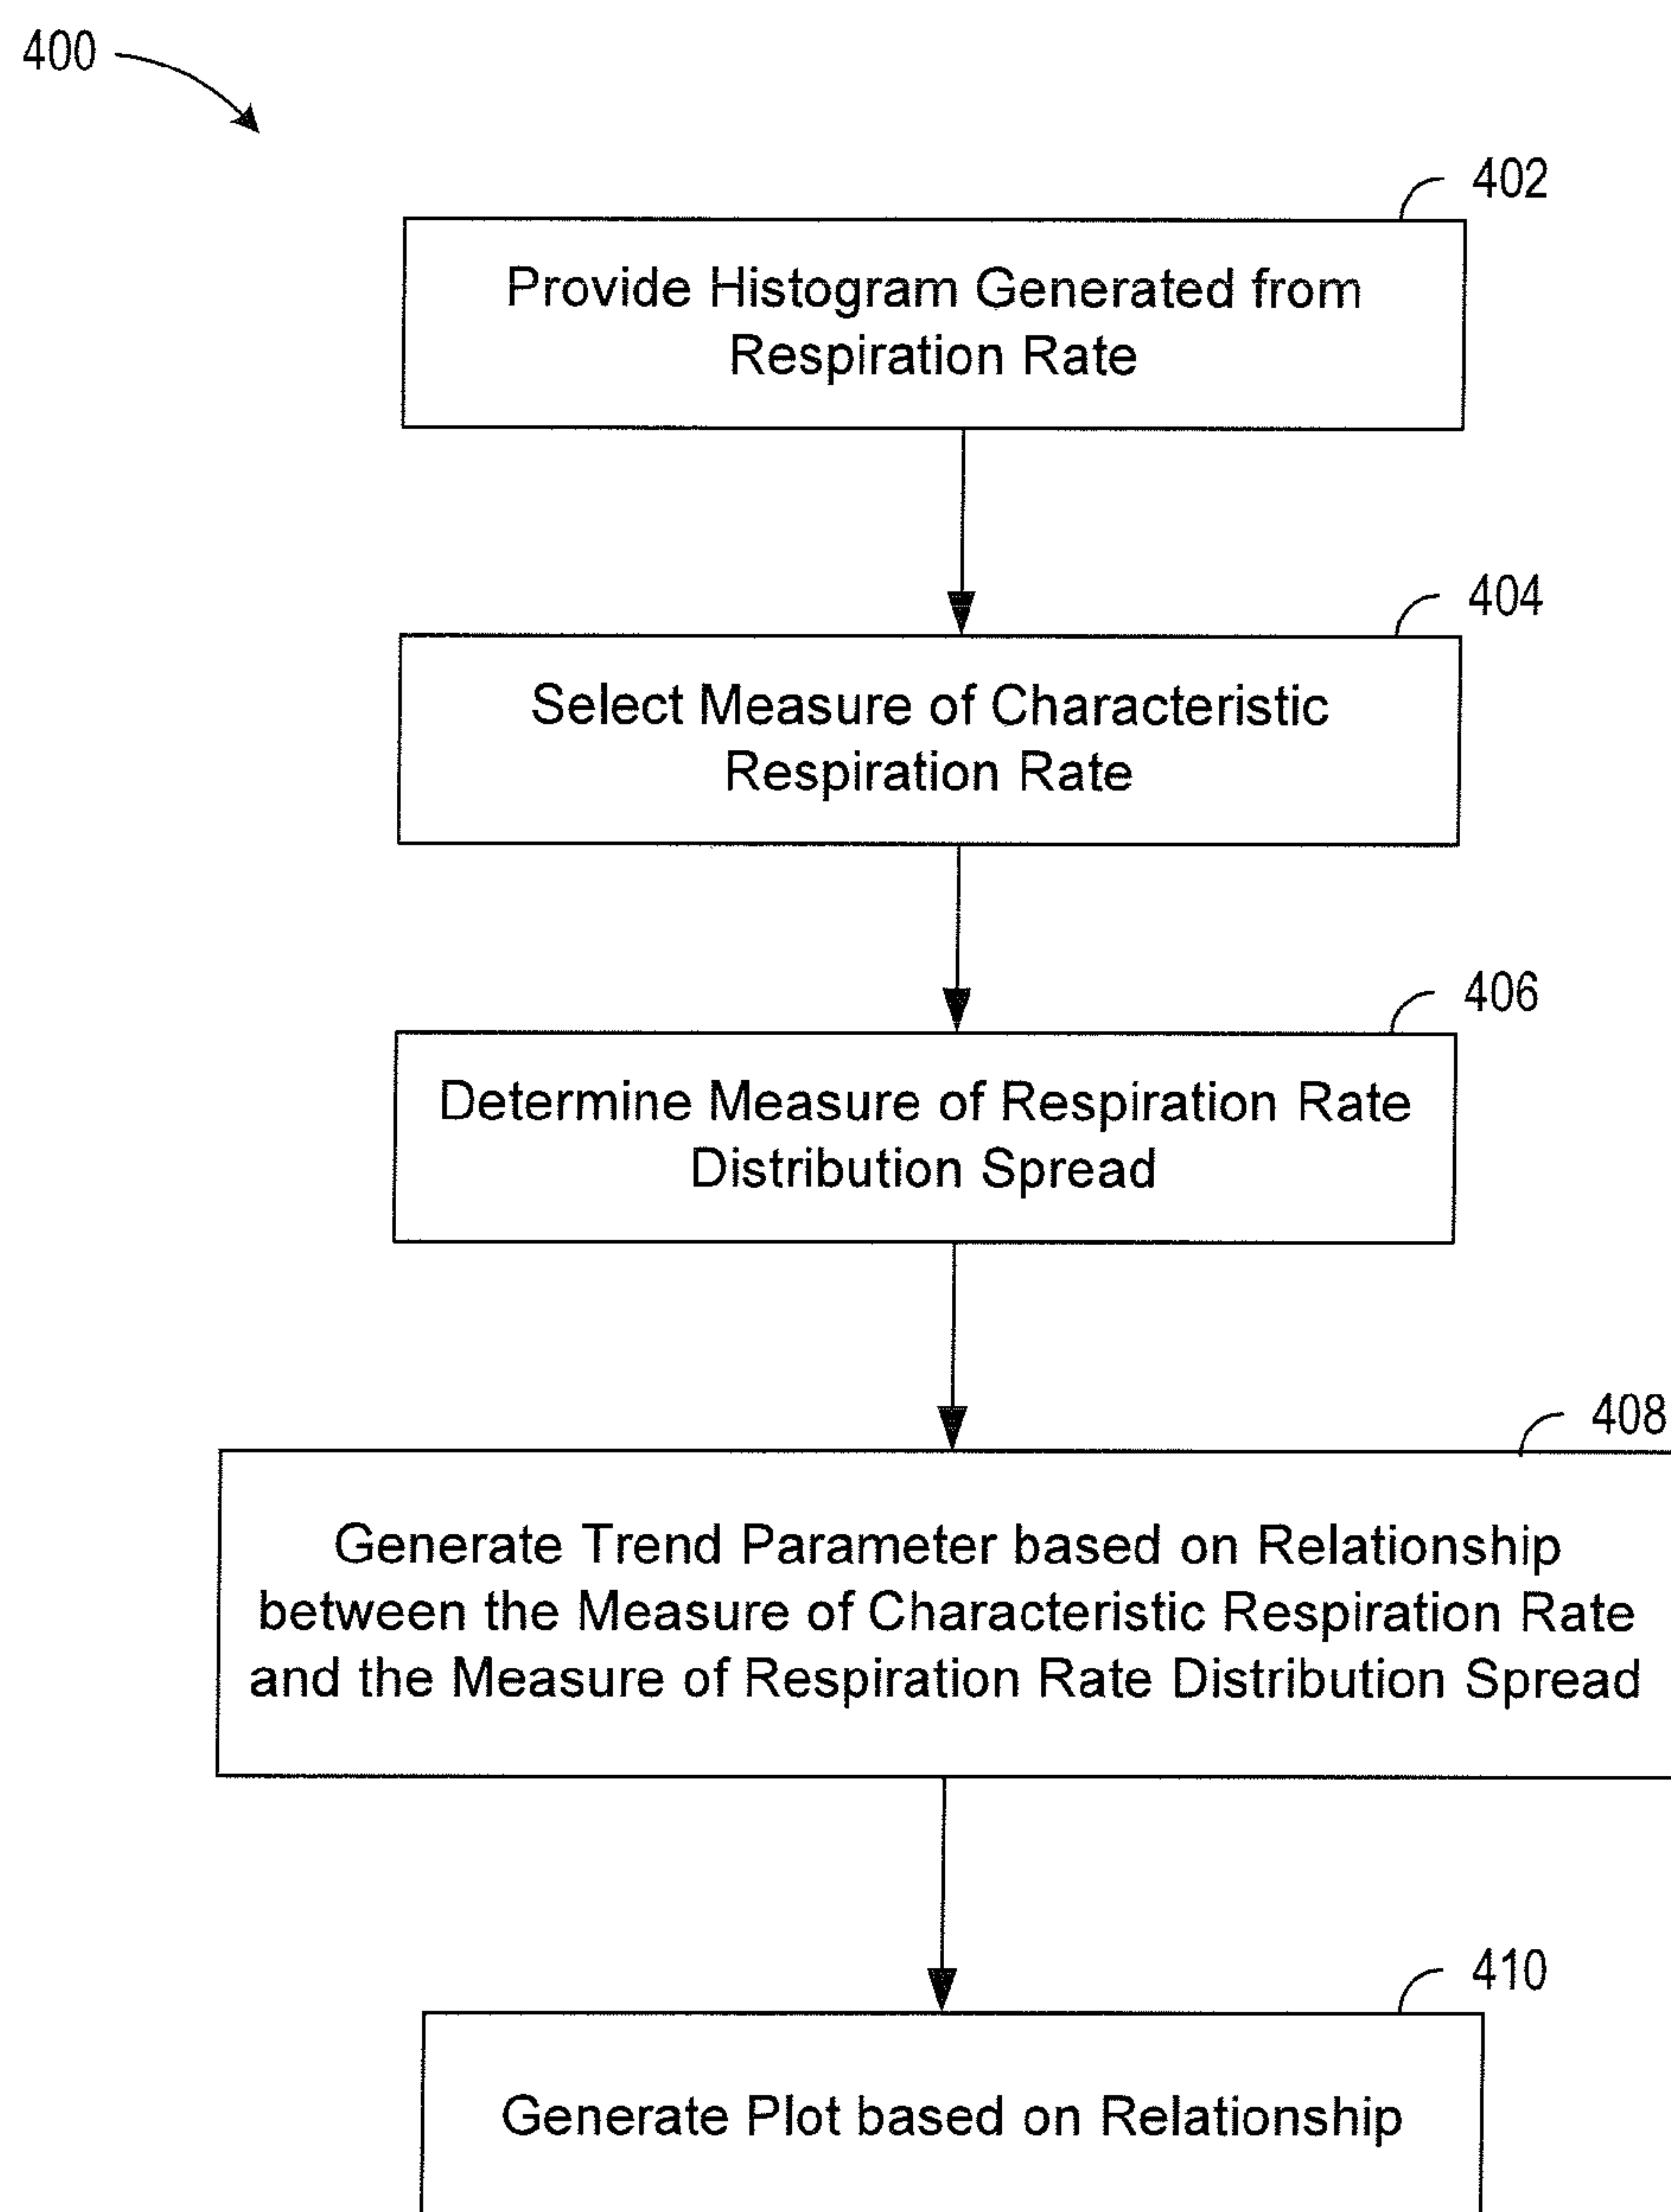 400
402
Provide Histogram Generated from
Respiration Rate
404
Select Measure of Characteristic
Respiration Rate
406
Determine Measure of Respiration Rate
Distribution Spread
408
Generate Trend Parameter based on Relationship
between the Measure of Characteristic Respiration Rate
and the Measure of Respiration Rate Distribution Spread
410
Generate Plot based on Relationship